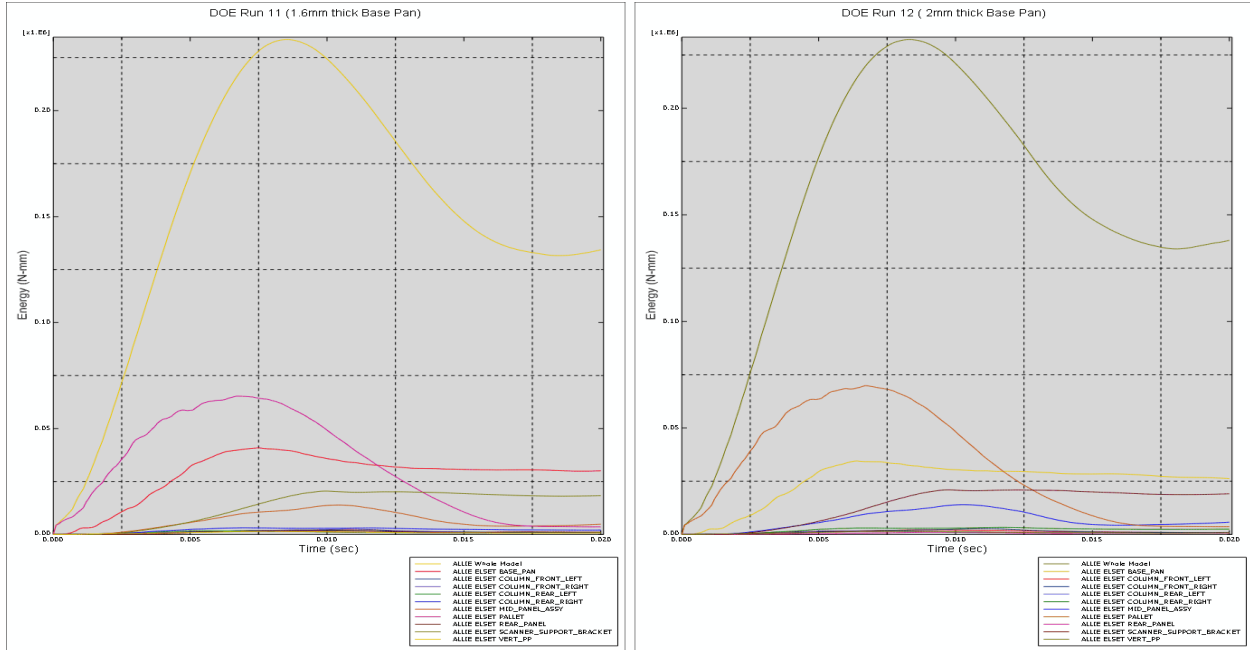 DOE Run 11 (1.6mm thick Base Pan)
[x1.E6]
0.20
0.15
0.10
0.05
0.00
Energy (N-mm)
0.000
0.005
0.010
0.015
0.020
Time (sec)
ALLIE Whole Model
ALLIE ELSET BASE_PAN
ALLIE ELSET COLUMN_FRONT_LEFT
ALLIE ELSET COLUMN_FRONT_RIGHT
ALLIE ELSET COLUMN_REAR_LEFT
ALLIE ELSET COLUMN_REAR_RIGHT
ALLIE ELSET MID_PANEL_ASSY
ALLIE ELSET PALLET
ALLIE ELSET REAR_PANEL
ALLIE ELSET SCANNER_SUPPORT_BRACKET
ALLIE ELSET VERT_PP
DOE Run 12 ( 2mm thick Base Pan)
[x1.E6]
0.20
0.15
0.10
0.05
0.00
Energy (N-mm)
0.000
0.005
0.010
0.015
0.020
Time (sec)
ALLIE Whole Model
ALLIE ELSET BASE_PAN
ALLIE ELSET COLUMN_FRONT_LEFT
ALLIE ELSET COLUMN_FRONT_RIGHT
ALLIE ELSET COLUMN_REAR_LEFT
ALLIE ELSET COLUMN_REAR_RIGHT
ALLIE ELSET MID_PANEL_ASSY
ALLIE ELSET PALLET
ALLIE ELSET REAR_PANEL
ALLIE ELSET SCANNER_SUPPORT_BRACKET
ALLIE ELSET VERT_PP